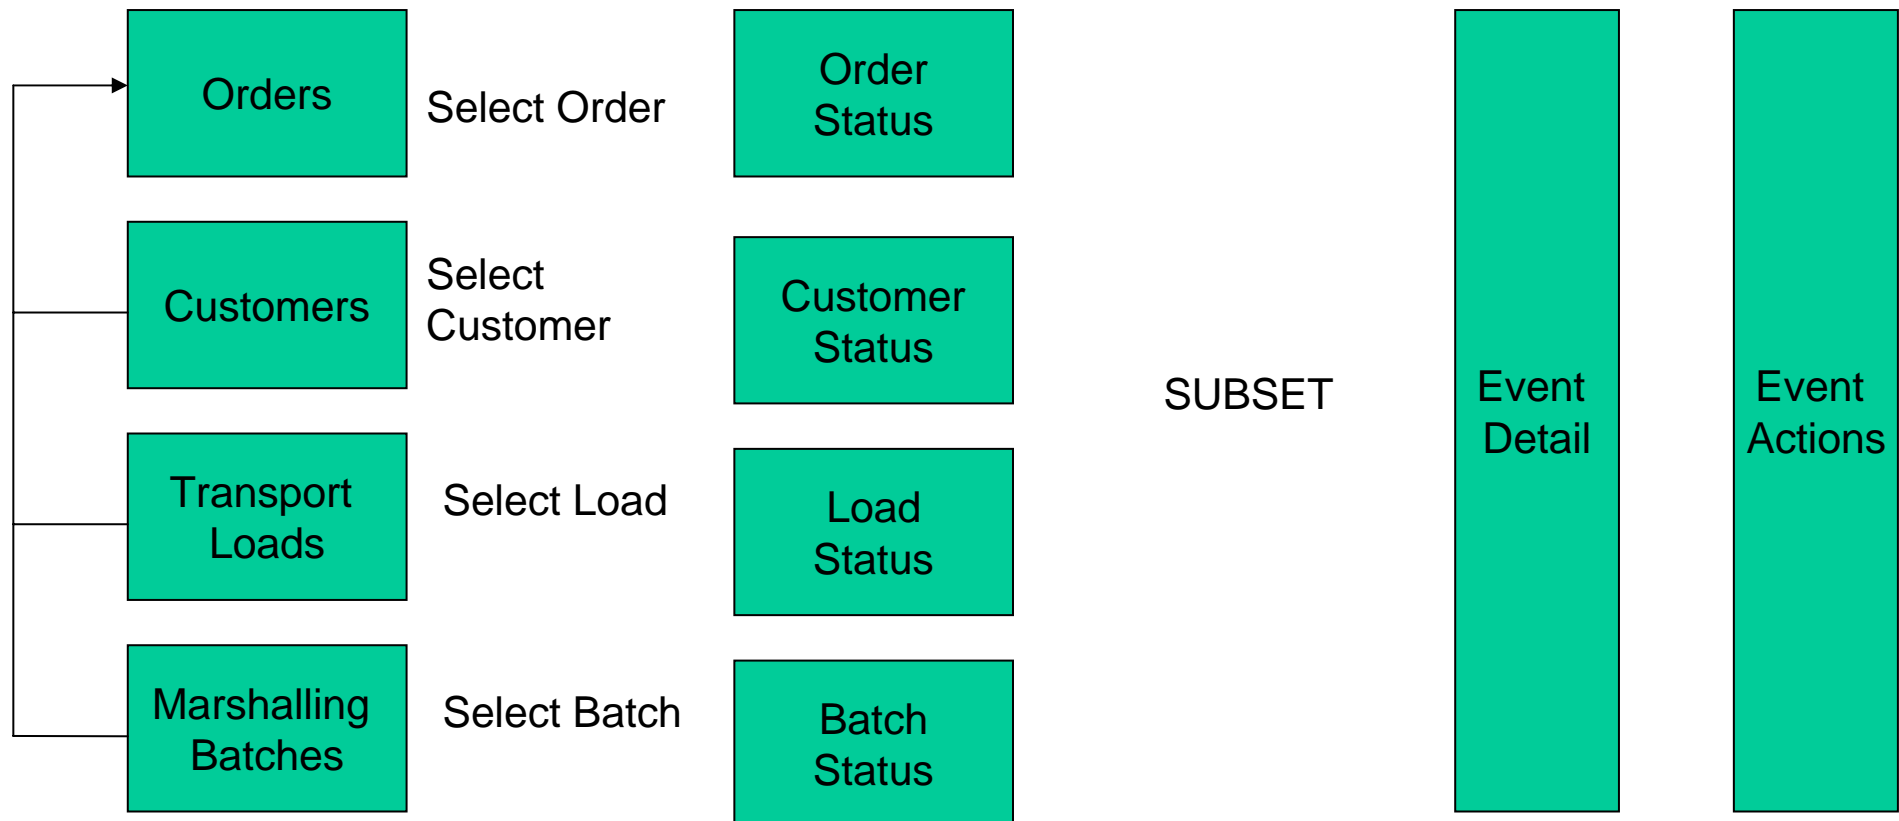 Orders
Select Order
Order
Status
Customers
Select
Customer
Customer
Status
Transport
Loads
Select Load
Load
Status
Marshalling
Batches
Select Batch
Batch
Status
SUBSET
Event
Detail
Event
Actions